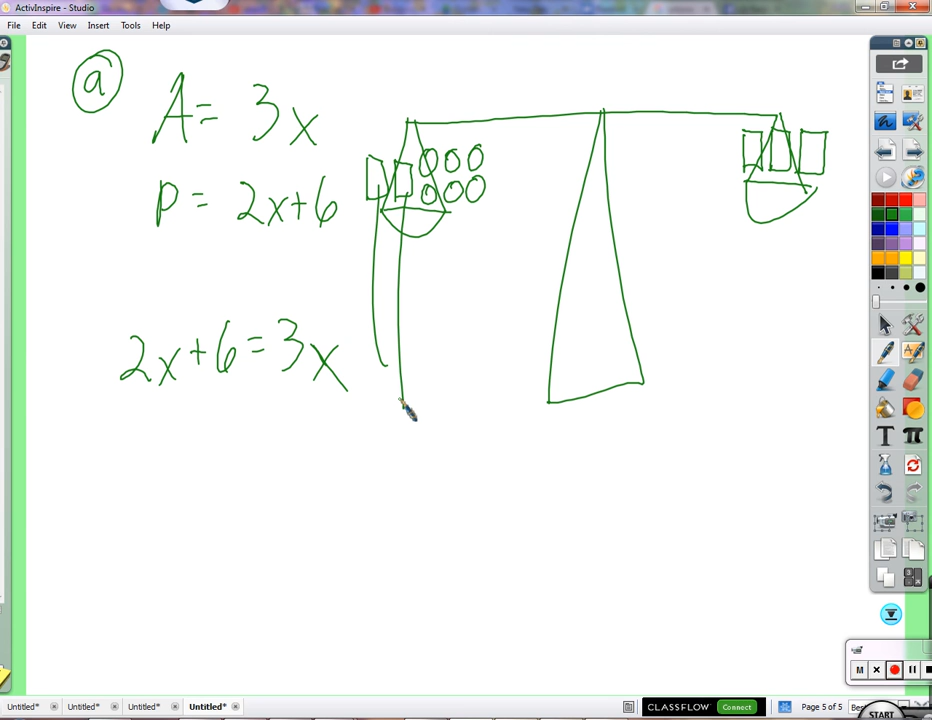 ActivInspire - Studio
File Edit View Insert Tools Help
a
A = 3x
P = 2x+6
2x+6=3x
M
Untitled* Untitled* Untitled* Untitled* CLASSFLOW Connect Page 5 of 5
START